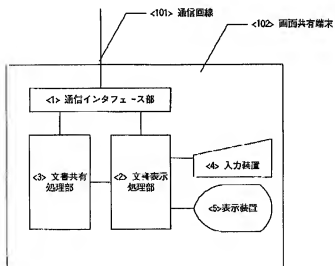 <101> 通信回線
<102> 画面共有端末
<1> 通信インタフェース部
<3> 文書共有
処理部
<2> 文書表示
処理部
<4> 入力装置
<5>表示装置